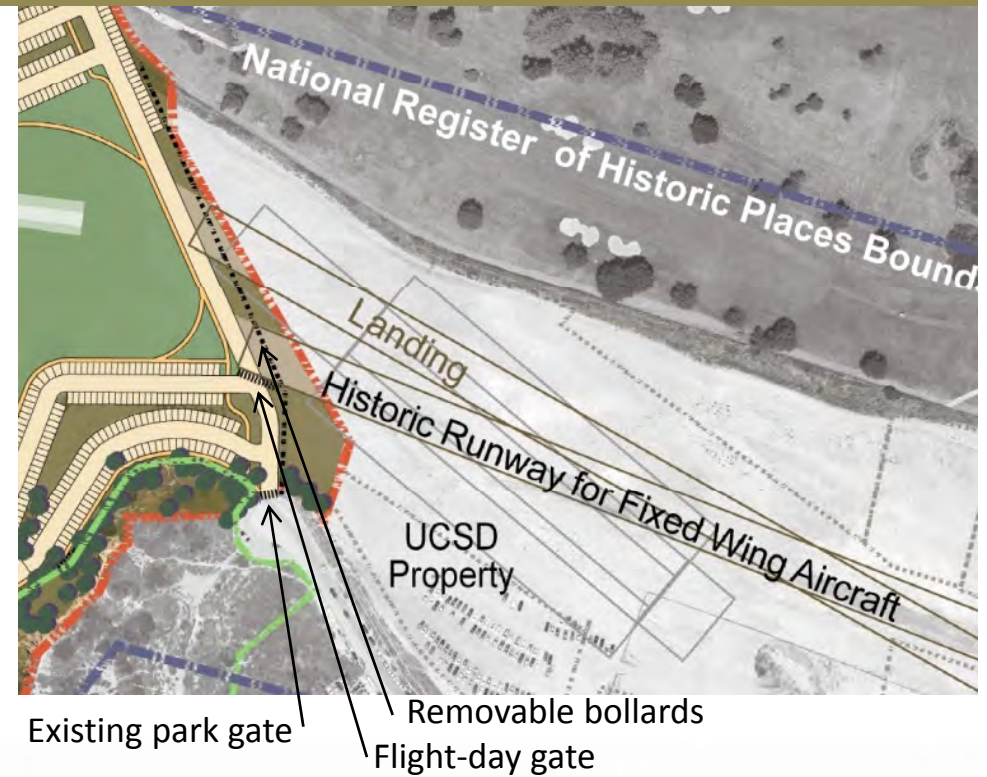 National Register of Historic Places Bound
Landing
Historic Runway for Fixed Wing Aircraft
UCSD
Property
Existing park gate
Removable bollards
Flight-day gate